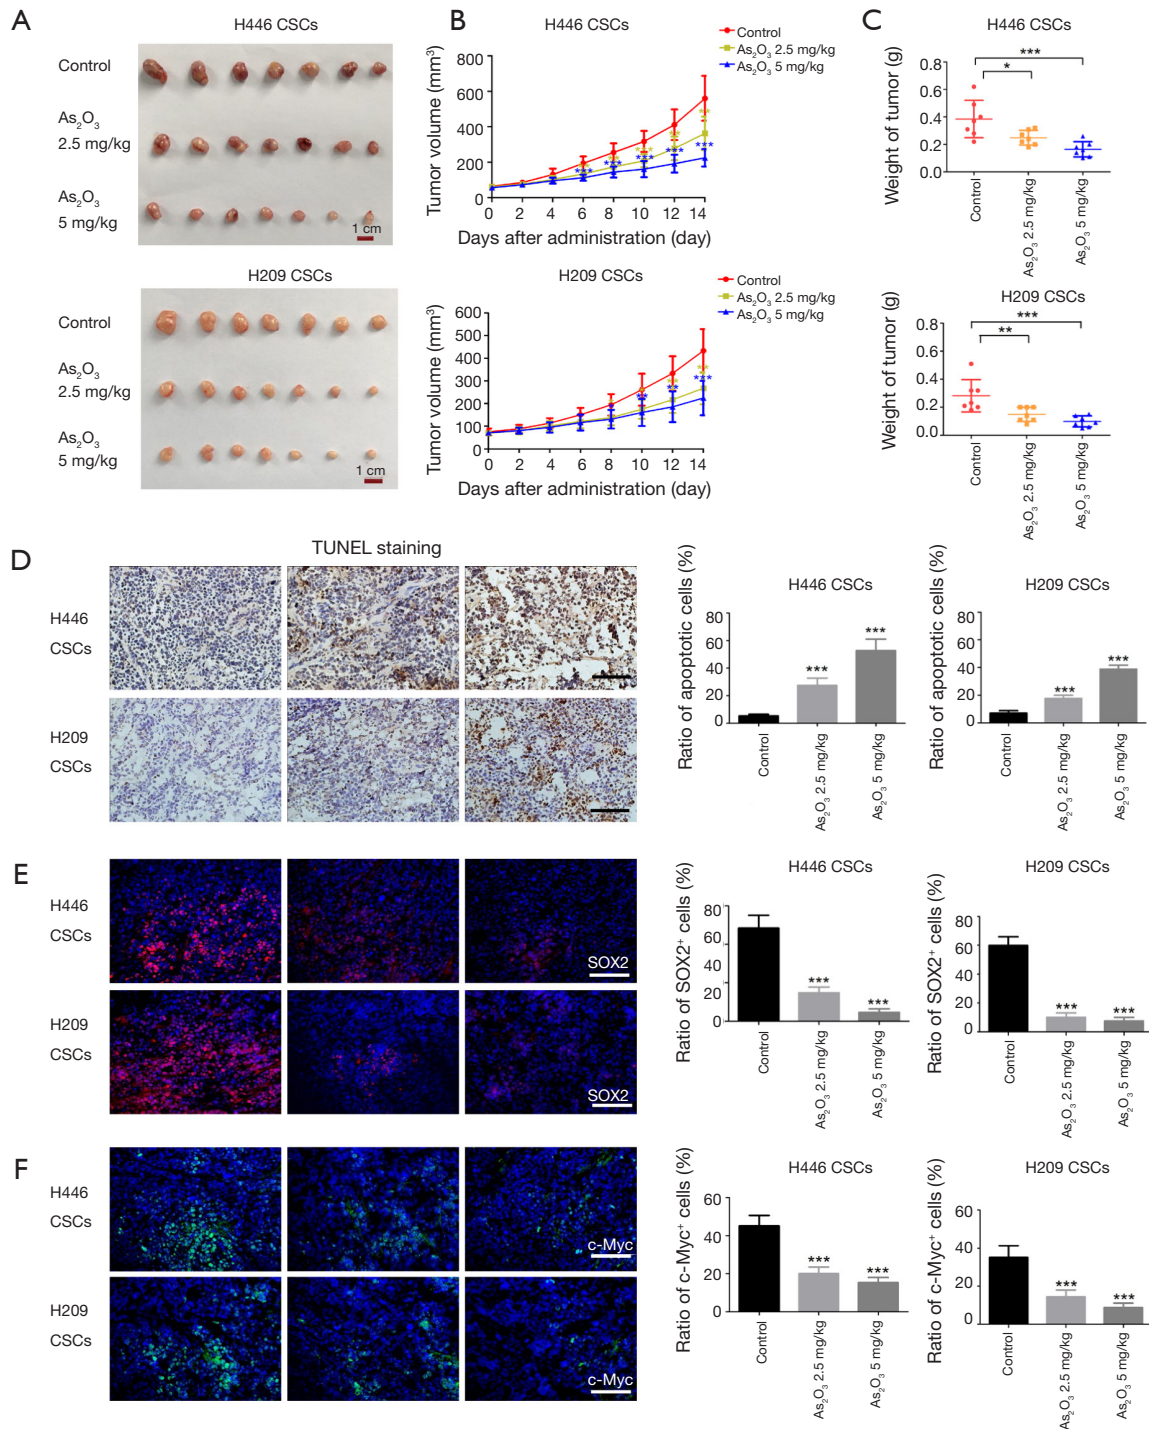 A
H446 CSCs
Control
As₂O₃
2.5 mg/kg
As₂O₃
5 mg/kg
1 cm
H209 CSCs
Control
As₂O₃
2.5 mg/kg
As₂O₃
5 mg/kg
1 cm
B
H446 CSCs
Control
As₂O₃ 2.5 mg/kg
As₂O₃ 5 mg/kg
Tumor volume (mm³)
800
600
400
200
0
0 2 4 6 8 10 12 14
Days after administration (day)
H209 CSCs
Control
As₂O₃ 2.5 mg/kg
As₂O₃ 5 mg/kg
Tumor volume (mm³)
600
500
400
300
200
100
0
0 2 4 6 8 10 12 14
Days after administration (day)
C
H446 CSCs
***
*
Weight of tumor (g)
0.8
0.6
0.4
0.2
0.0
Control
As₂O₃ 2.5 mg/kg
As₂O₃ 5 mg/kg
H209 CSCs
***
**
Weight of tumor (g)
0.8
0.6
0.4
0.2
0.0
Control
As₂O₃ 2.5 mg/kg
As₂O₃ 5 mg/kg
D
TUNEL staining
H446
CSCs
H209
CSCs
H446 CSCs
Ratio of apoptotic cells (%)
80
60
40
20
0
***
***
Control
As₂O₃ 2.5 mg/kg
As₂O₃ 5 mg/kg
H209 CSCs
Ratio of apoptotic cells (%)
80
60
40
20
0
***
***
Control
As₂O₃ 2.5 mg/kg
As₂O₃ 5 mg/kg
E
H446
CSCs
SOX2
H209
CSCs
SOX2
H446 CSCs
Ratio of SOX2⁺ cells (%)
80
60
40
20
0
***
***
Control
As₂O₃ 2.5 mg/kg
As₂O₃ 5 mg/kg
H209 CSCs
Ratio of SOX2⁺ cells (%)
80
60
40
20
0
***
***
Control
As₂O₃ 2.5 mg/kg
As₂O₃ 5 mg/kg
F
H446
CSCs
c-Myc
H209
CSCs
c-Myc
H446 CSCs
Ratio of c-Myc⁺ cells (%)
60
40
20
0
***
***
Control
As₂O₃ 2.5 mg/kg
As₂O₃ 5 mg/kg
H209 CSCs
Ratio of c-Myc⁺ cells (%)
60
40
20
0
***
***
Control
As₂O₃ 2.5 mg/kg
As₂O₃ 5 mg/kg